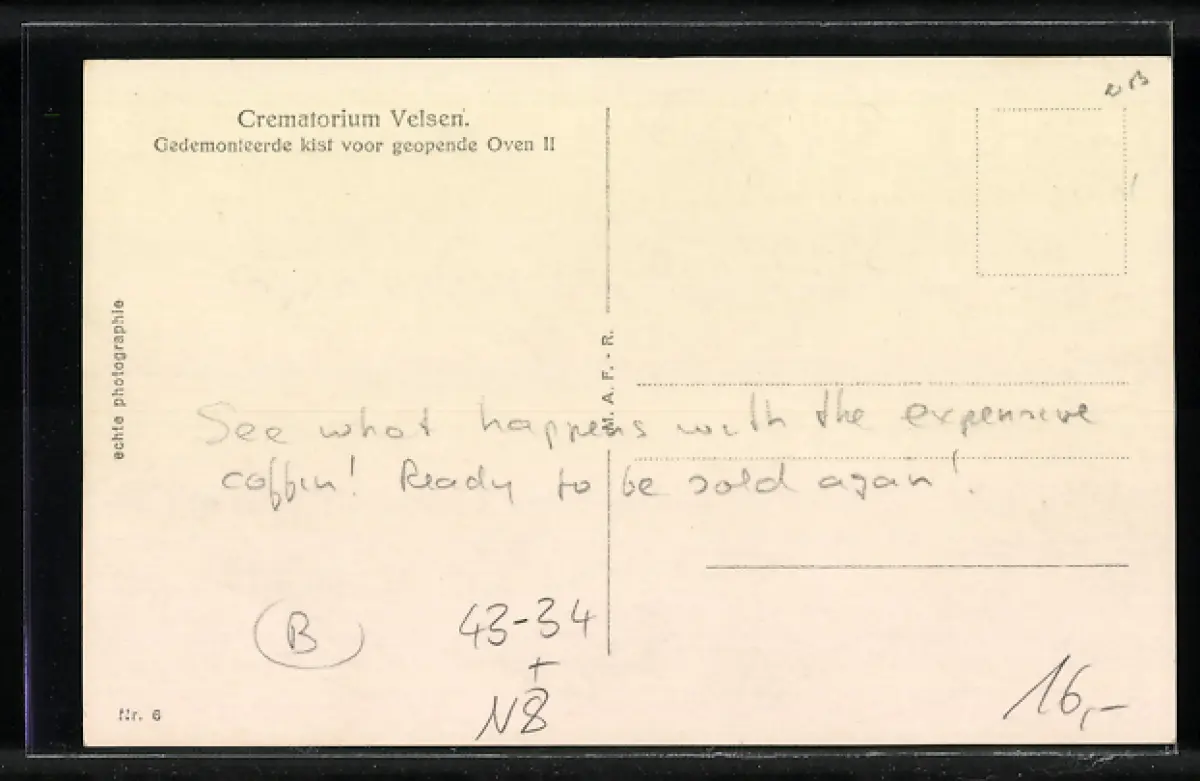 Crematorium Velsen.
Gedemonteerde kist voor geopende Oven II
echte photographie
M. A. F. - R.
See what happens with the expensive
coffin! Ready to be sold again!
B
43-34
+
N8
16,-
Nr. 6